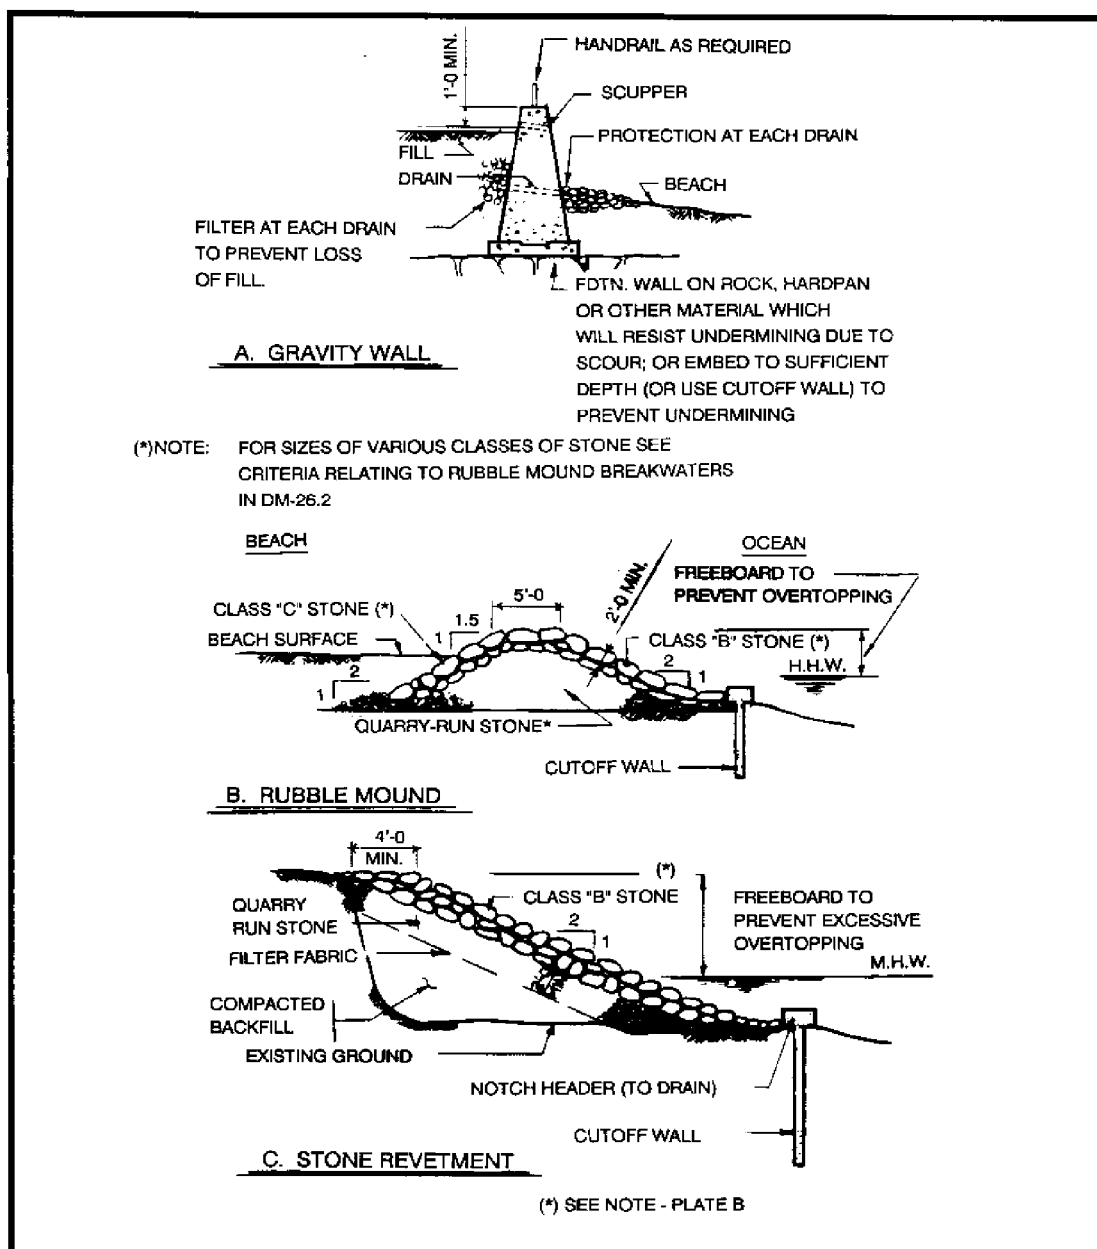 1'-0 MIN.
HANDRAIL AS REQUIRED
SCUPPER
PROTECTION AT EACH DRAIN
FILL
DRAIN
BEACH
FILTER AT EACH DRAIN
TO PREVENT LOSS
OF FILL.
FDTN. WALL ON ROCK, HARDPAN
OR OTHER MATERIAL WHICH
WILL RESIST UNDERMINING DUE TO
SCOUR; OR EMBED TO SUFFICIENT
DEPTH (OR USE CUTOFF WALL) TO
PREVENT UNDERMINING
A. GRAVITY WALL
(*)NOTE: FOR SIZES OF VARIOUS CLASSES OF STONE SEE
CRITERIA RELATING TO RUBBLE MOUND BREAKWATERS
IN DM-26.2
BEACH
OCEAN
FREEBOARD TO
PREVENT OVERTOPPING
5'-0
2'-0 MIN.
CLASS "C" STONE (*)
1.5
1
BEACH SURFACE
CLASS "B" STONE (*)
H.H.W.
2
1
2
1
QUARRY-RUN STONE*
CUTOFF WALL
B. RUBBLE MOUND
4'-0
MIN.
(*)
CLASS "B" STONE
QUARRY
RUN STONE
FREEBOARD TO
PREVENT EXCESSIVE
OVERTOPPING
2
1
FILTER FABRIC
M.H.W.
COMPACTED
BACKFILL
EXISTING GROUND
NOTCH HEADER (TO DRAIN)
CUTOFF WALL
C. STONE REVETMENT
(*) SEE NOTE - PLATE B